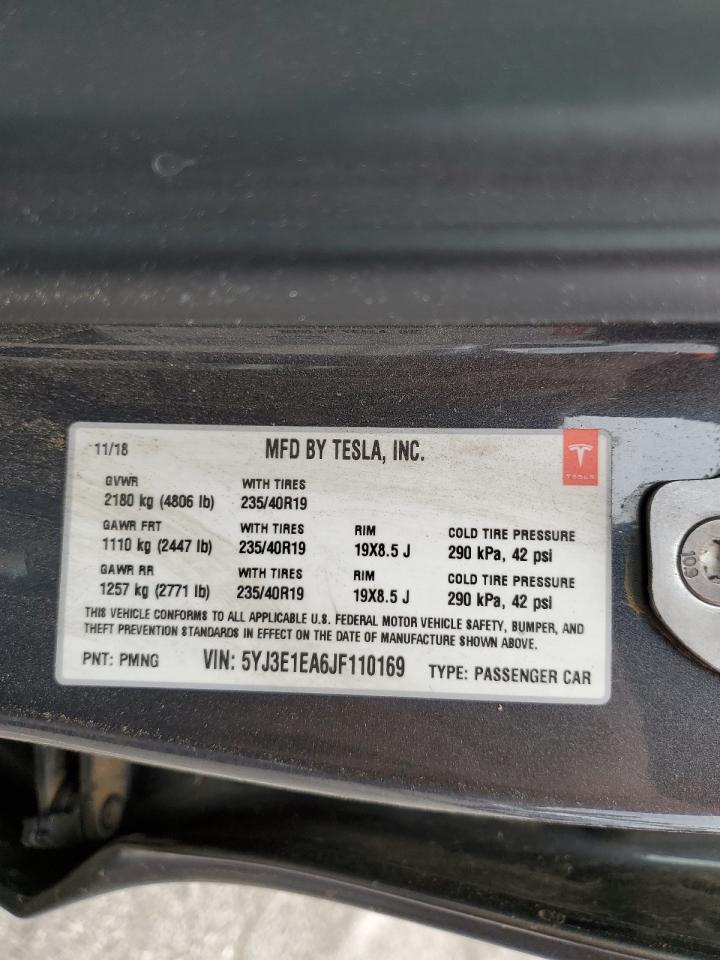 11/18 MFD BY TESLA, INC.
TESLA
GVWR WITH TIRES
2180 kg (4806 lb) 235/40R19
GAWR FRT WITH TIRES RIM COLD TIRE PRESSURE
1110 kg (2447 lb) 235/40R19 19X8.5 J 290 kPa, 42 psi
GAWR RR WITH TIRES RIM COLD TIRE PRESSURE
1257 kg (2771 lb) 235/40R19 19X8.5 J 290 kPa, 42 psi
THIS VEHICLE CONFORMS TO ALL APPLICABLE U.S. FEDERAL MOTOR VEHICLE SAFETY, BUMPER, AND
THEFT PREVENTION STANDARDS IN EFFECT ON THE DATE OF MANUFACTURE SHOWN ABOVE.
PNT: PMNG VIN: 5YJ3E1EA6JF110169 TYPE: PASSENGER CAR
10.9